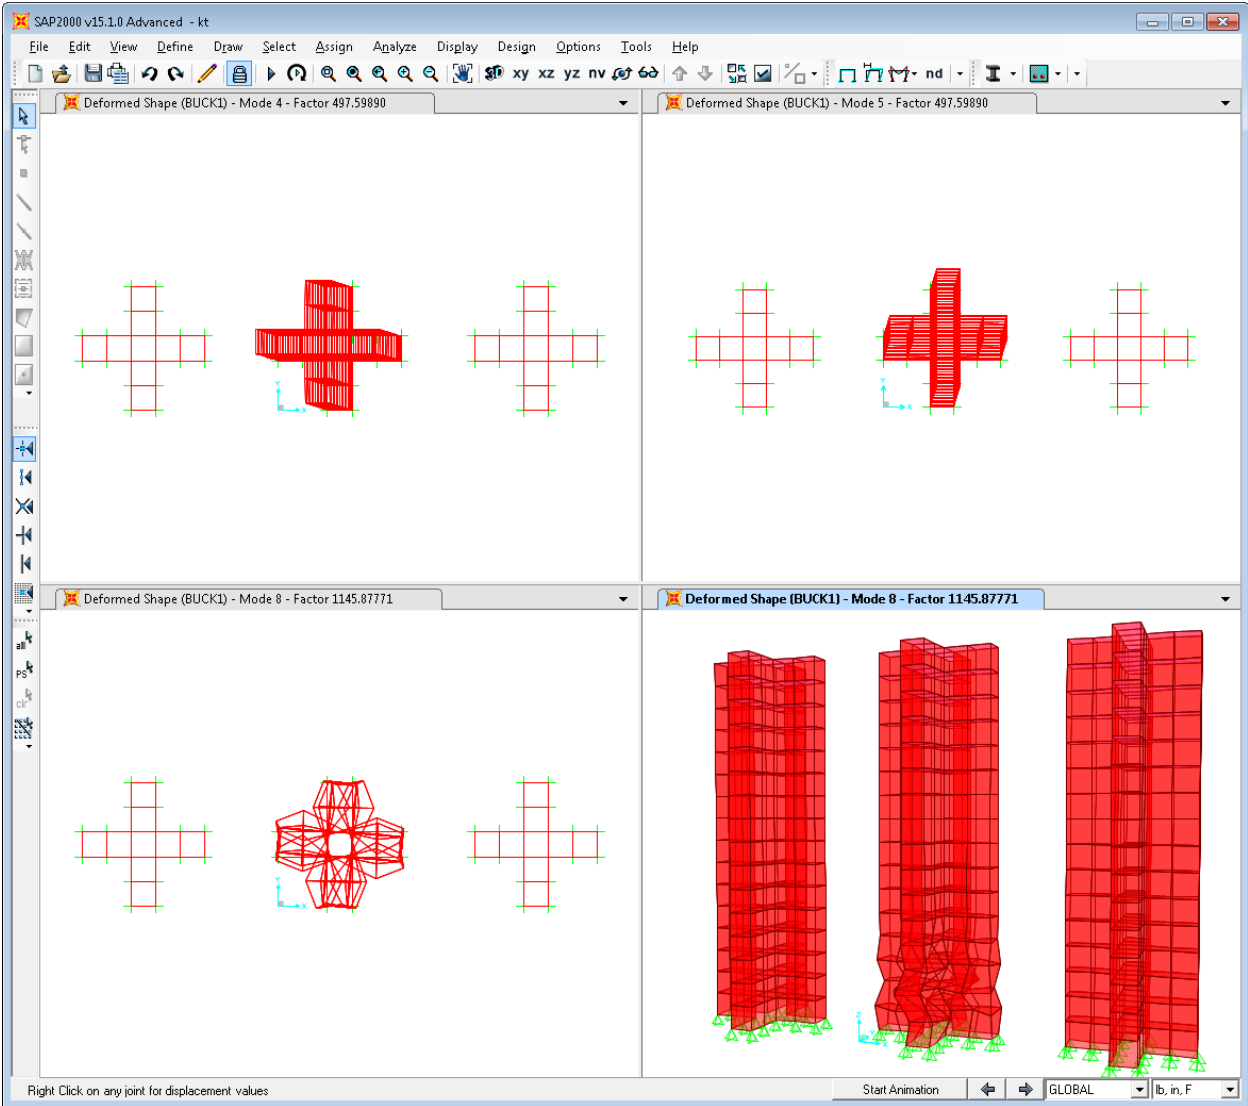 SAP2000 v15.1.0 Advanced - kt
File Edit View Define Draw Select Assign Analyze Display Design Options Tools Help
3D xy xz yz nv nd
Deformed Shape (BUCK1) - Mode 4 - Factor 497.59890
Deformed Shape (BUCK1) - Mode 5 - Factor 497.59890
Y
X
Y
X
all
PS
clr
Deformed Shape (BUCK1) - Mode 8 - Factor 1145.87771
Deformed Shape (BUCK1) - Mode 8 - Factor 1145.87771
Y
X
Z
Y
X
Right Click on any joint for displacement values
Start Animation
GLOBAL
lb, in, F